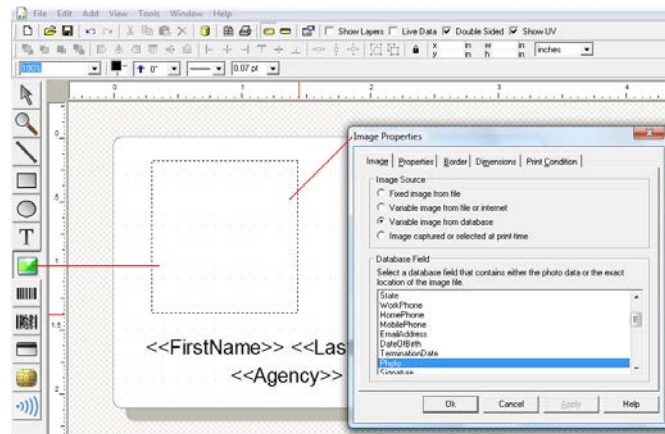 File Edit Add View Tools Window Help
Show Layers Live Data Double Sided Show UV
x in w in inches
y in h in
100% 0° 0.07 pt
0 1 2 3 4
0
.5
1
1.5
2
T
<<FirstName>> <<Las
<<Agency>>
Image Properties
Image Properties Border Dimensions Print Condition
Image Source
Fixed image from file
Variable image from file or internet
Variable image from database
Image captured or selected at print-time
Database Field
Select a database field that contains either the photo data or the exact
location of the image file.
State
WorkPhone
HomePhone
MobilePhone
EmailAddress
DateOfBirth
TerminationDate
Photo
Signature
Ok Cancel Apply Help